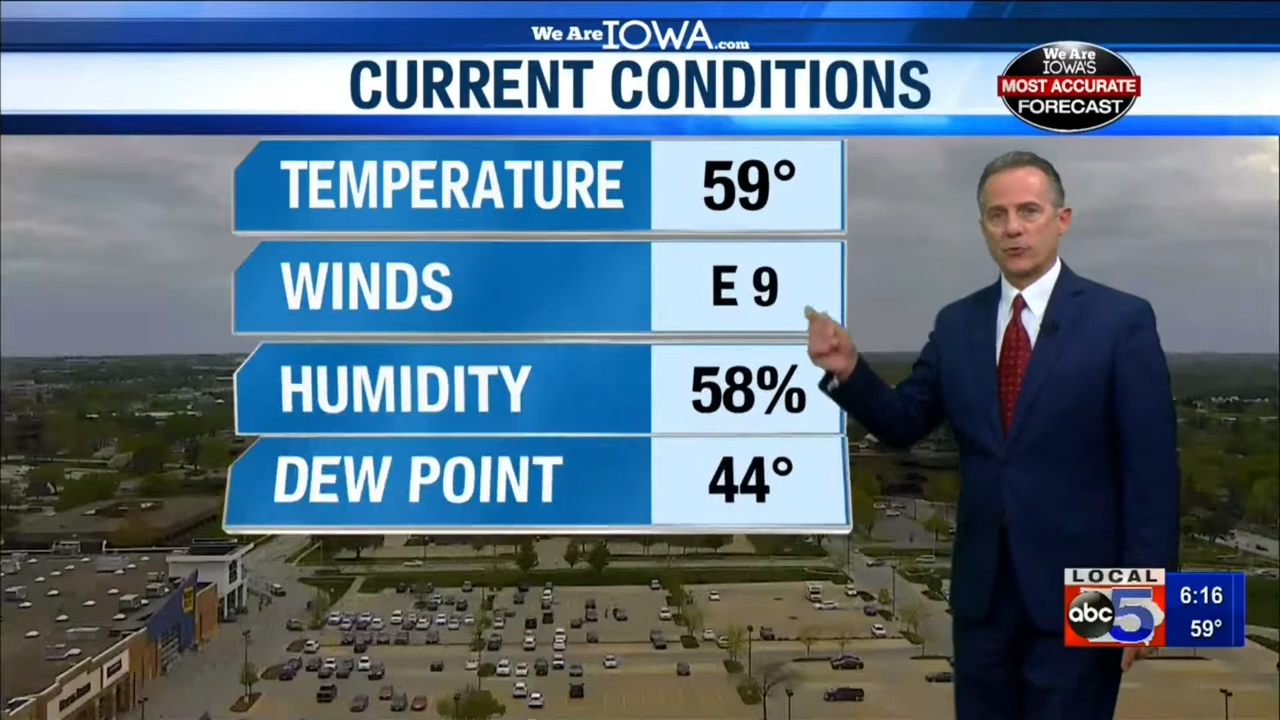 We Are IOWA.com
CURRENT CONDITIONS
We Are
IOWA'S
MOST ACCURATE
FORECAST
TEMPERATURE 59°
WINDS E 9
HUMIDITY 58%
DEW POINT 44°
LOCAL
abc 5
6:16
59°